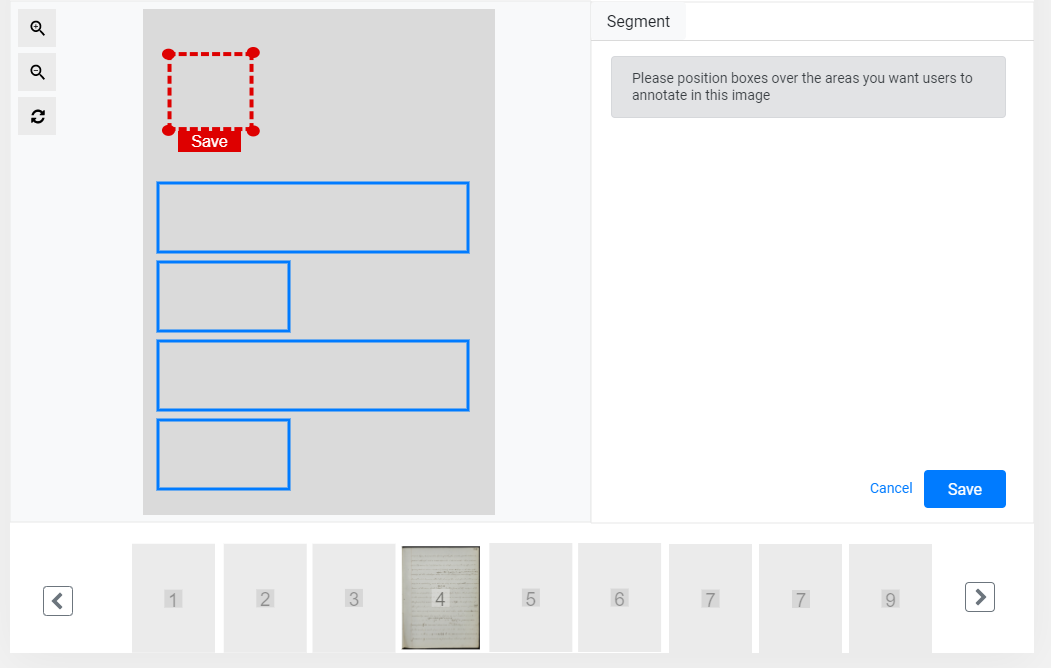 Segment
Please position boxes over the areas you want users to
annotate in this image
Save
Cancel
Save
1
2
3
4
5
6
7
7
9